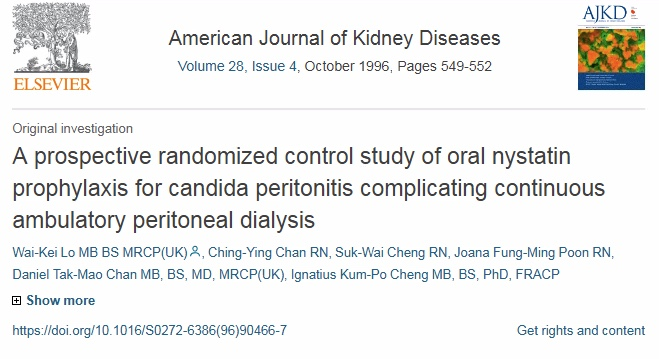 American Journal of Kidney Diseases
AJKD
Volume 28, Issue 4, October 1996, Pages 549-552
ELSEVIER
Original investigation
A prospective randomized control study of oral nystatin
prophylaxis for candida peritonitis complicating continuous
ambulatory peritoneal dialysis
Wai-Kei Lo MB BS MRCP(UK), Ching-Ying Chan RN, Suk-Wai Cheng RN, Joana Fung-Ming Poon RN,
Daniel Tak-Mao Chan MB, BS, MD, MRCP(UK), Ignatius Kum-Po Cheng MB, BS, PhD, FRACP
Show more
https://doi.org/10.1016/S0272-6386(96)90466-7
Get rights and content